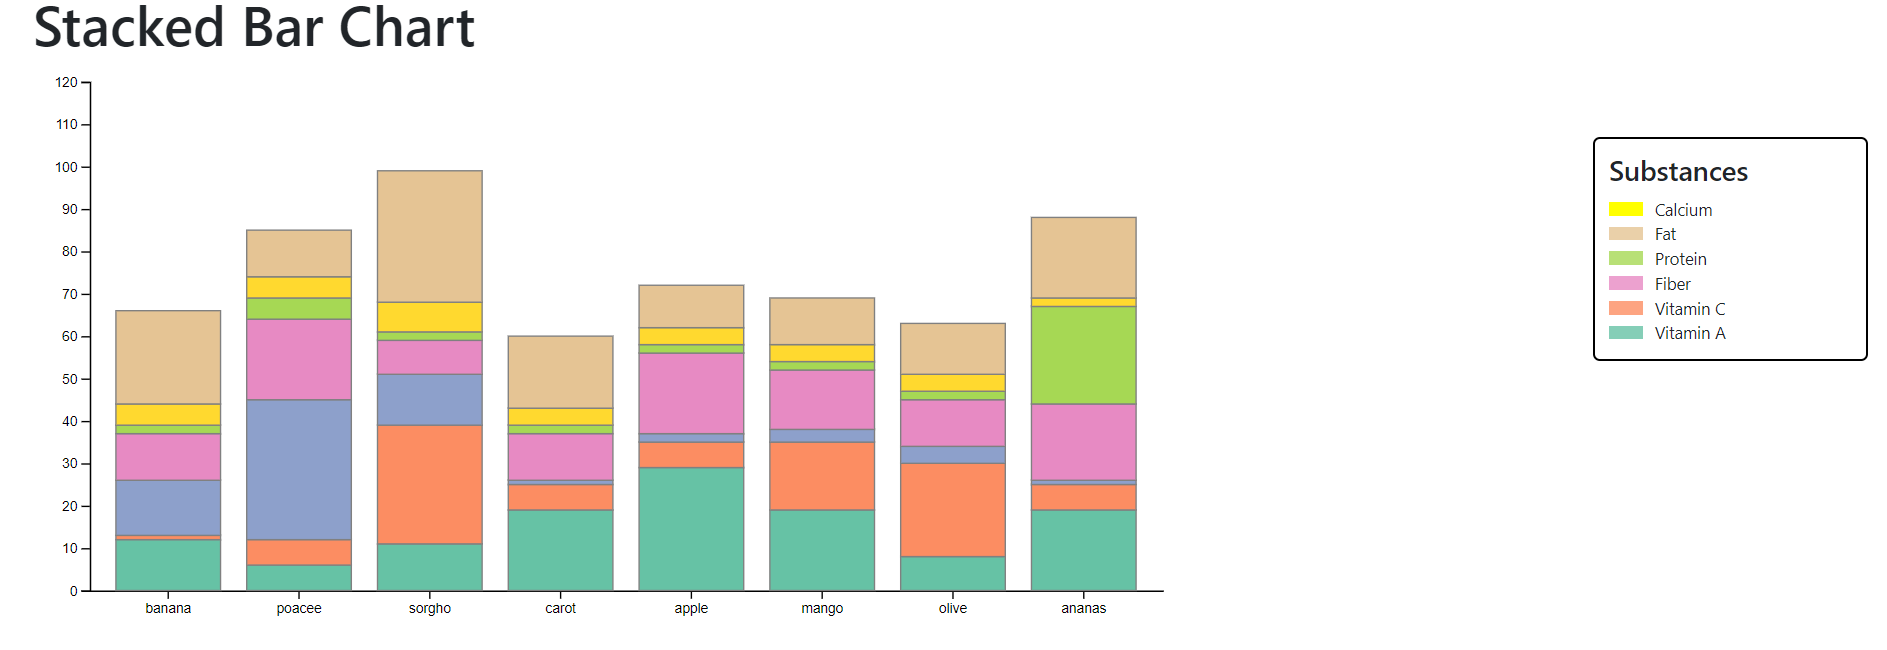 Stacked Bar Chart
120
110
100
90
80
70
60
50
40
30
20
10
0
banana poacee sorgho carot apple mango olive ananas
Substances
Calcium
Fat
Protein
Fiber
Vitamin C
Vitamin A